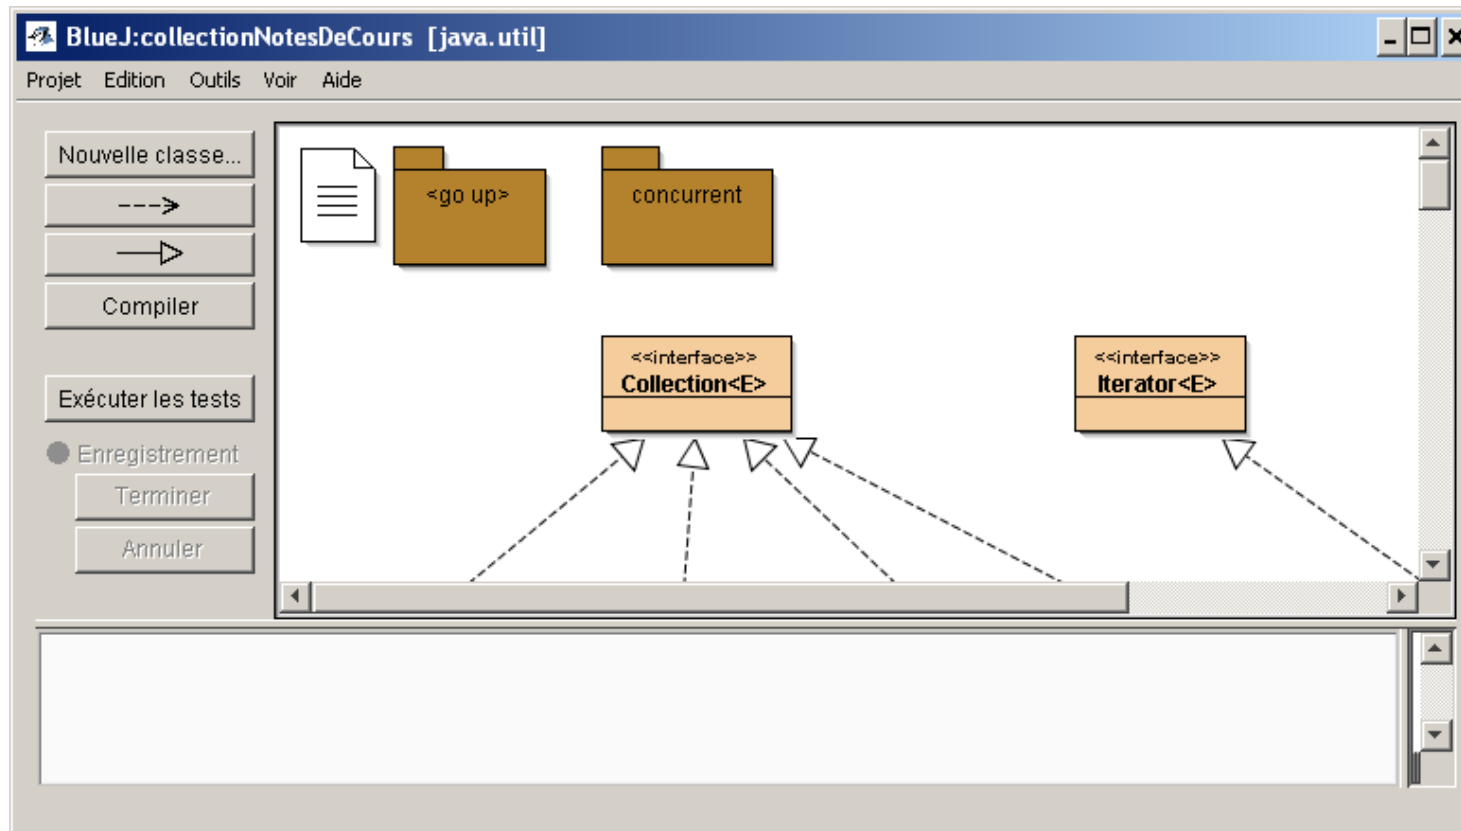 BlueJ:collectionNotesDeCours [java.util]
Projet Edition Outils Voir Aide
Nouvelle classe...
Compiler
Exécuter les tests
Enregistrement
Terminer
Annuler
<go up>
concurrent
<<interface>>
Collection<E>
<<interface>>
Iterator<E>